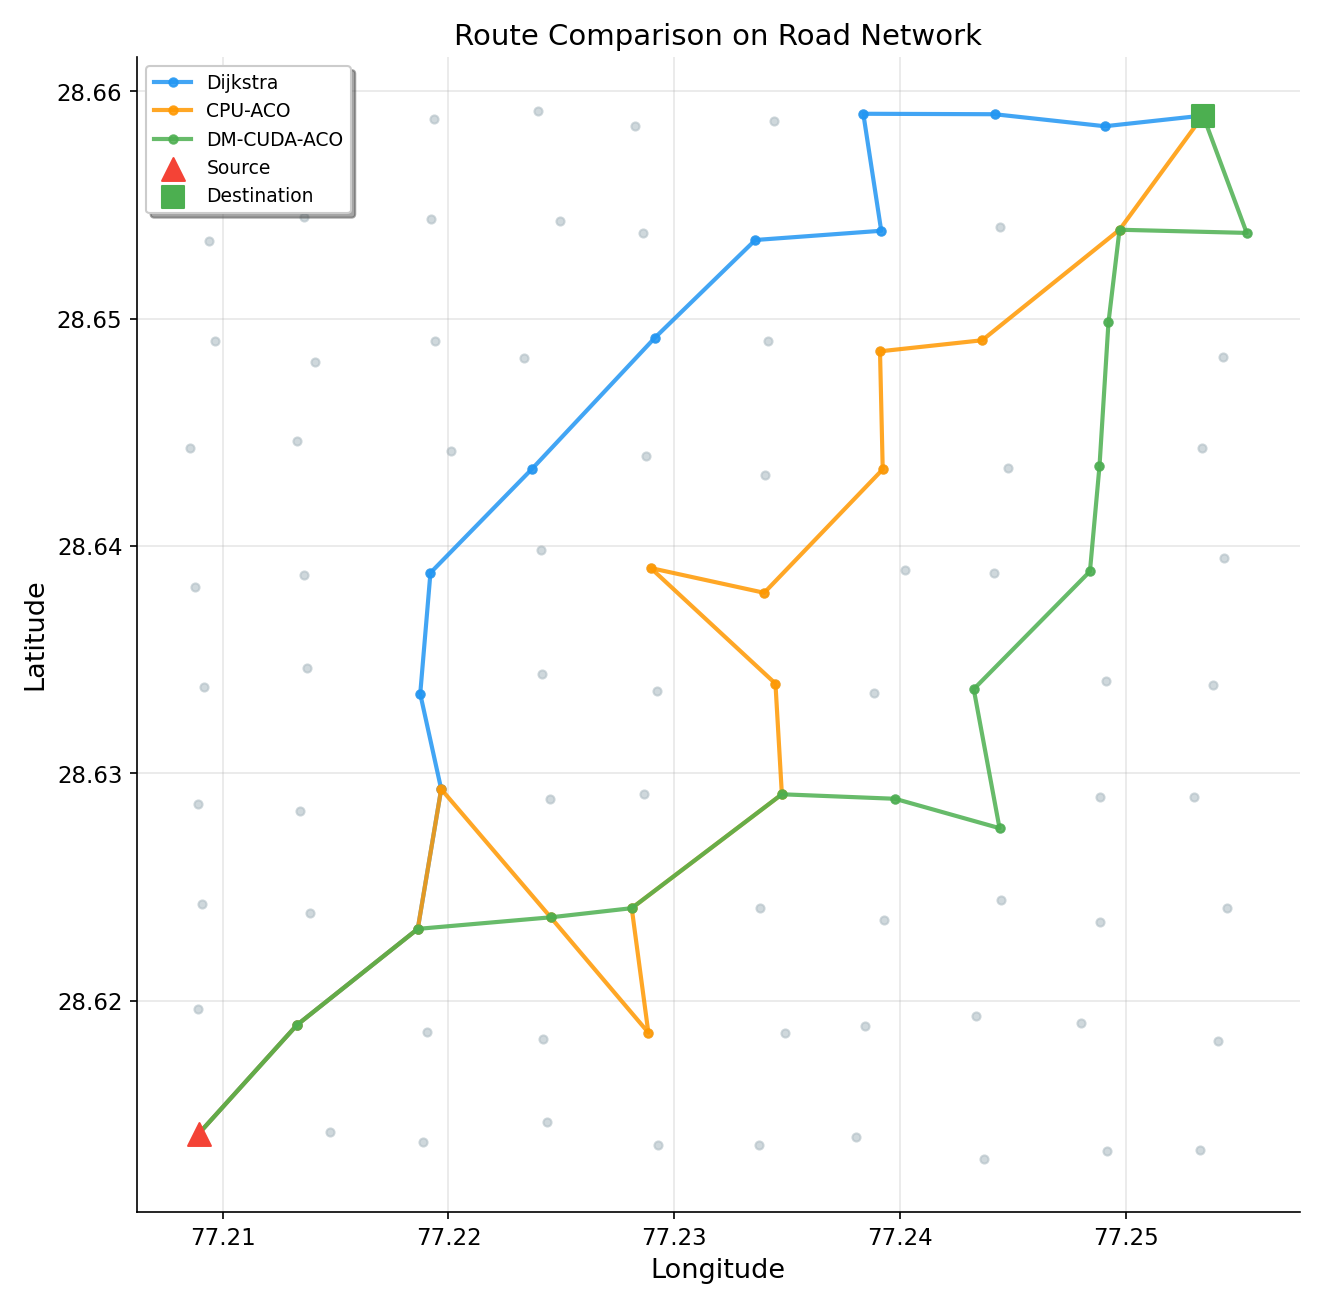 Route Comparison on Road Network
Dijkstra
CPU-ACO
DM-CUDA-ACO
Source
Destination
28.66
28.65
28.64
28.63
28.62
Latitude
77.21
77.22
77.23
77.24
77.25
Longitude